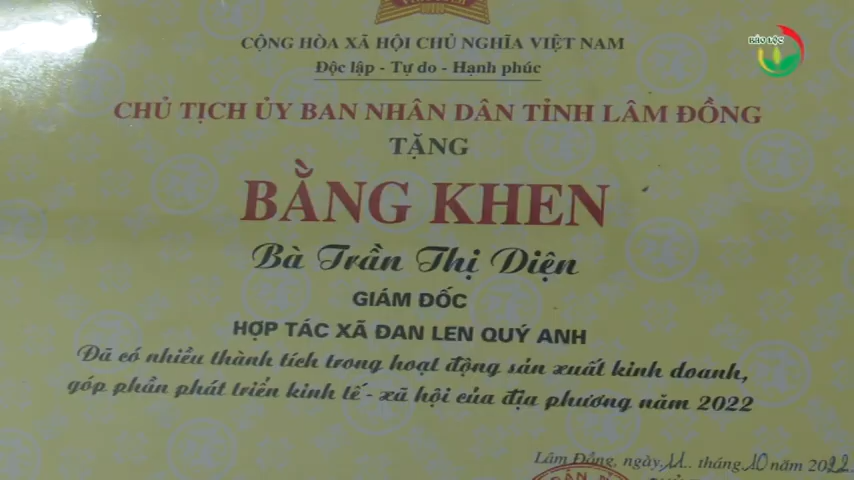 BẢO LỘC
CỘNG HÒA XÃ HỘI CHỦ NGHĨA VIỆT NAM
Độc lập - Tự do - Hạnh phúc
CHỦ TỊCH ỦY BAN NHÂN DÂN TỈNH LÂM ĐỒNG
TẶNG
BẰNG KHEN
Bà Trần Thị Diện
GIÁM ĐỐC
HỢP TÁC XÃ ĐAN LEN QUÝ ANH
Đã có nhiều thành tích trong hoạt động sản xuất kinh doanh,
góp phần phát triển kinh tế - xã hội của địa phương năm 2022
Lâm Đồng, ngày 11.. tháng 10 năm 2022.